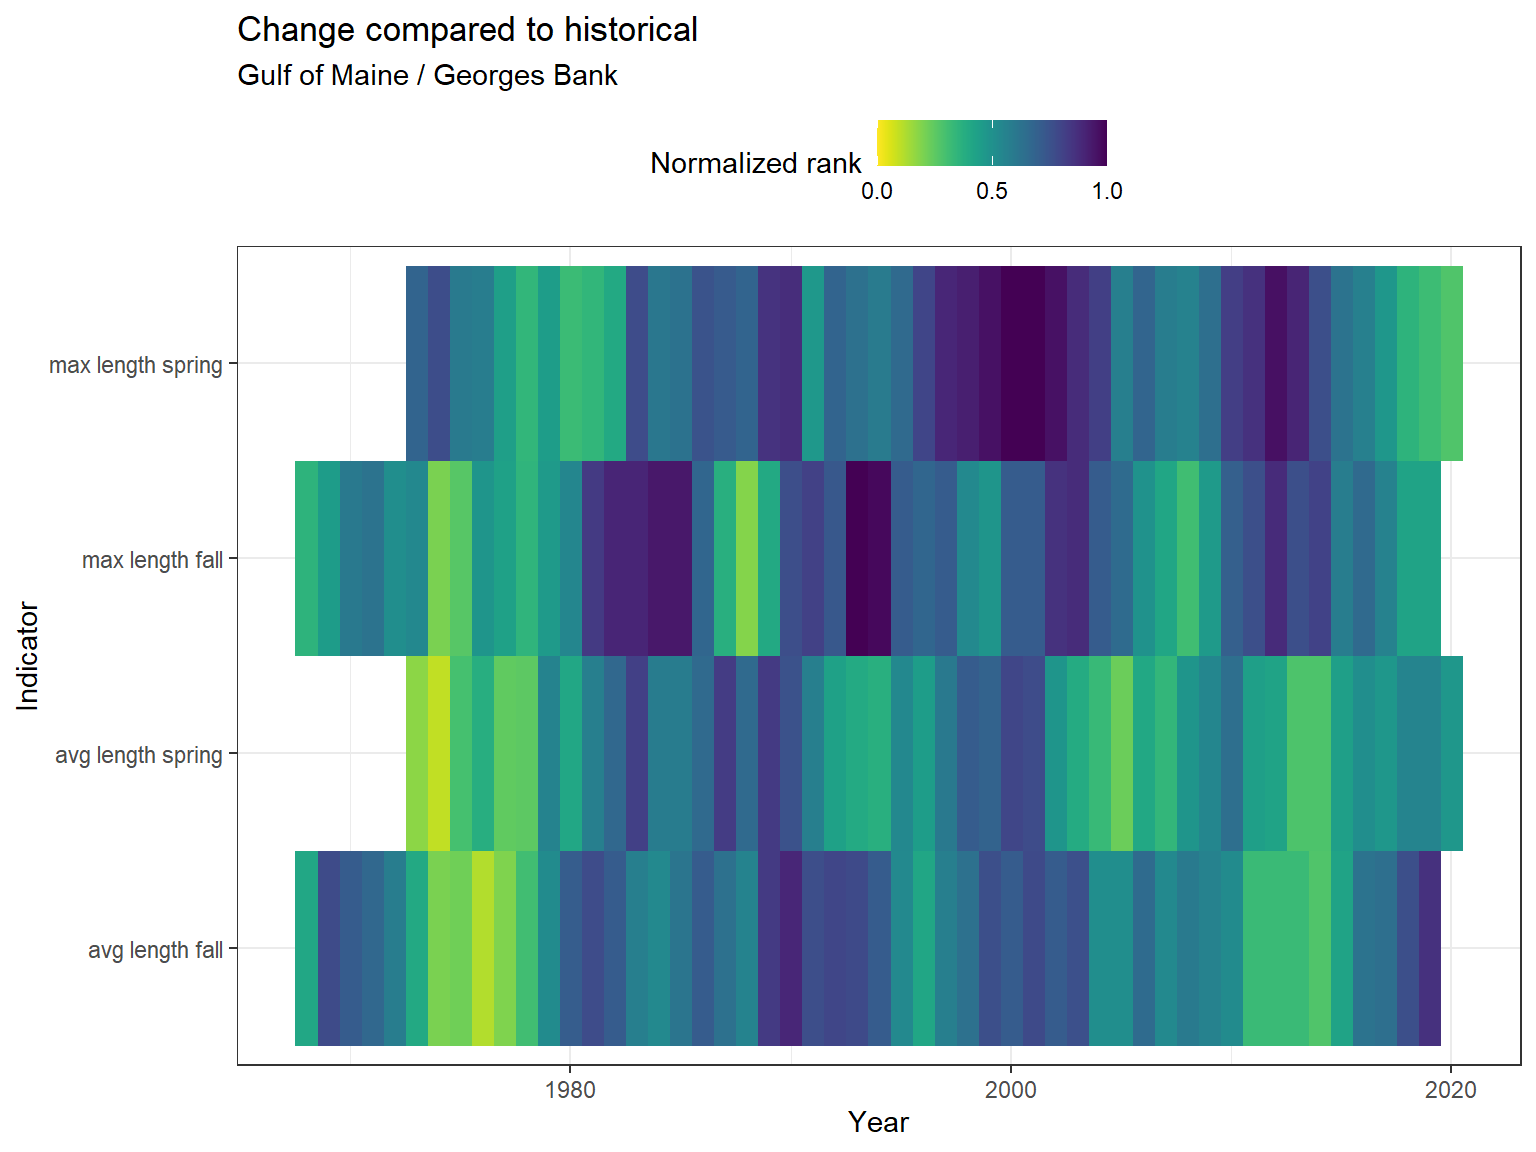 Change compared to historical
Gulf of Maine / Georges Bank
Normalized rank
0.0 0.5 1.0
max length spring
max length fall
avg length spring
avg length fall
Indicator
1980 2000 2020
Year